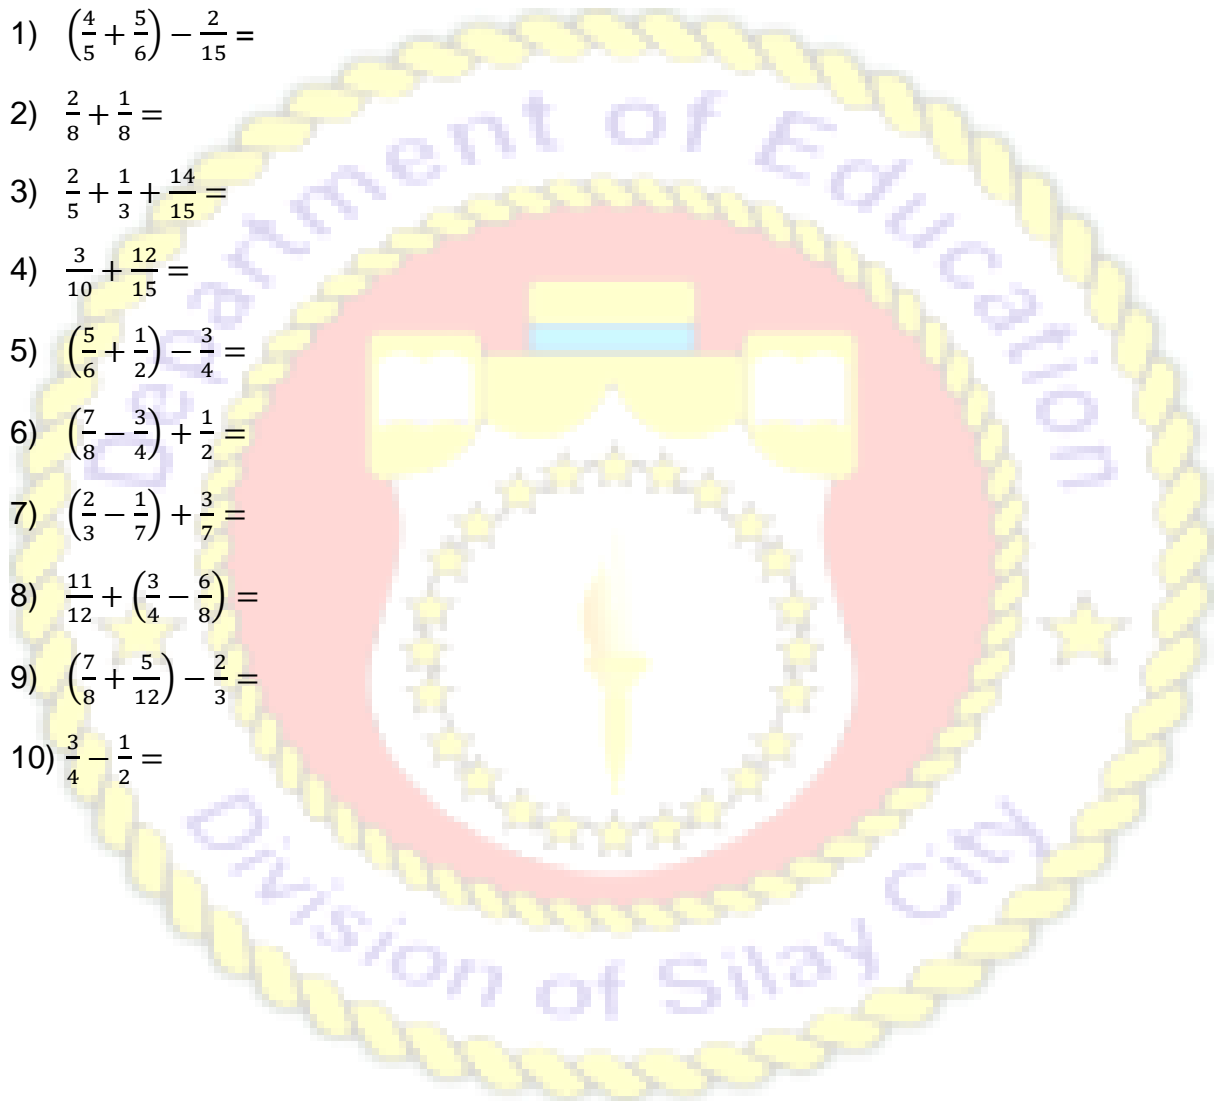 1) (4/5 + 5/6) − 2/15 =
2) 2/8 + 1/8 =
3) 2/5 + 1/3 + 14/15 =
4) 3/10 + 12/15 =
5) (5/6 + 1/2) − 3/4 =
6) (7/8 − 3/4) + 1/2 =
7) (2/3 − 1/7) + 3/7 =
8) 11/12 + (3/4 − 6/8) =
9) (7/8 + 5/12) − 2/3 =
10) 3/4 − 1/2 =
Department of Education
Division of Silay City